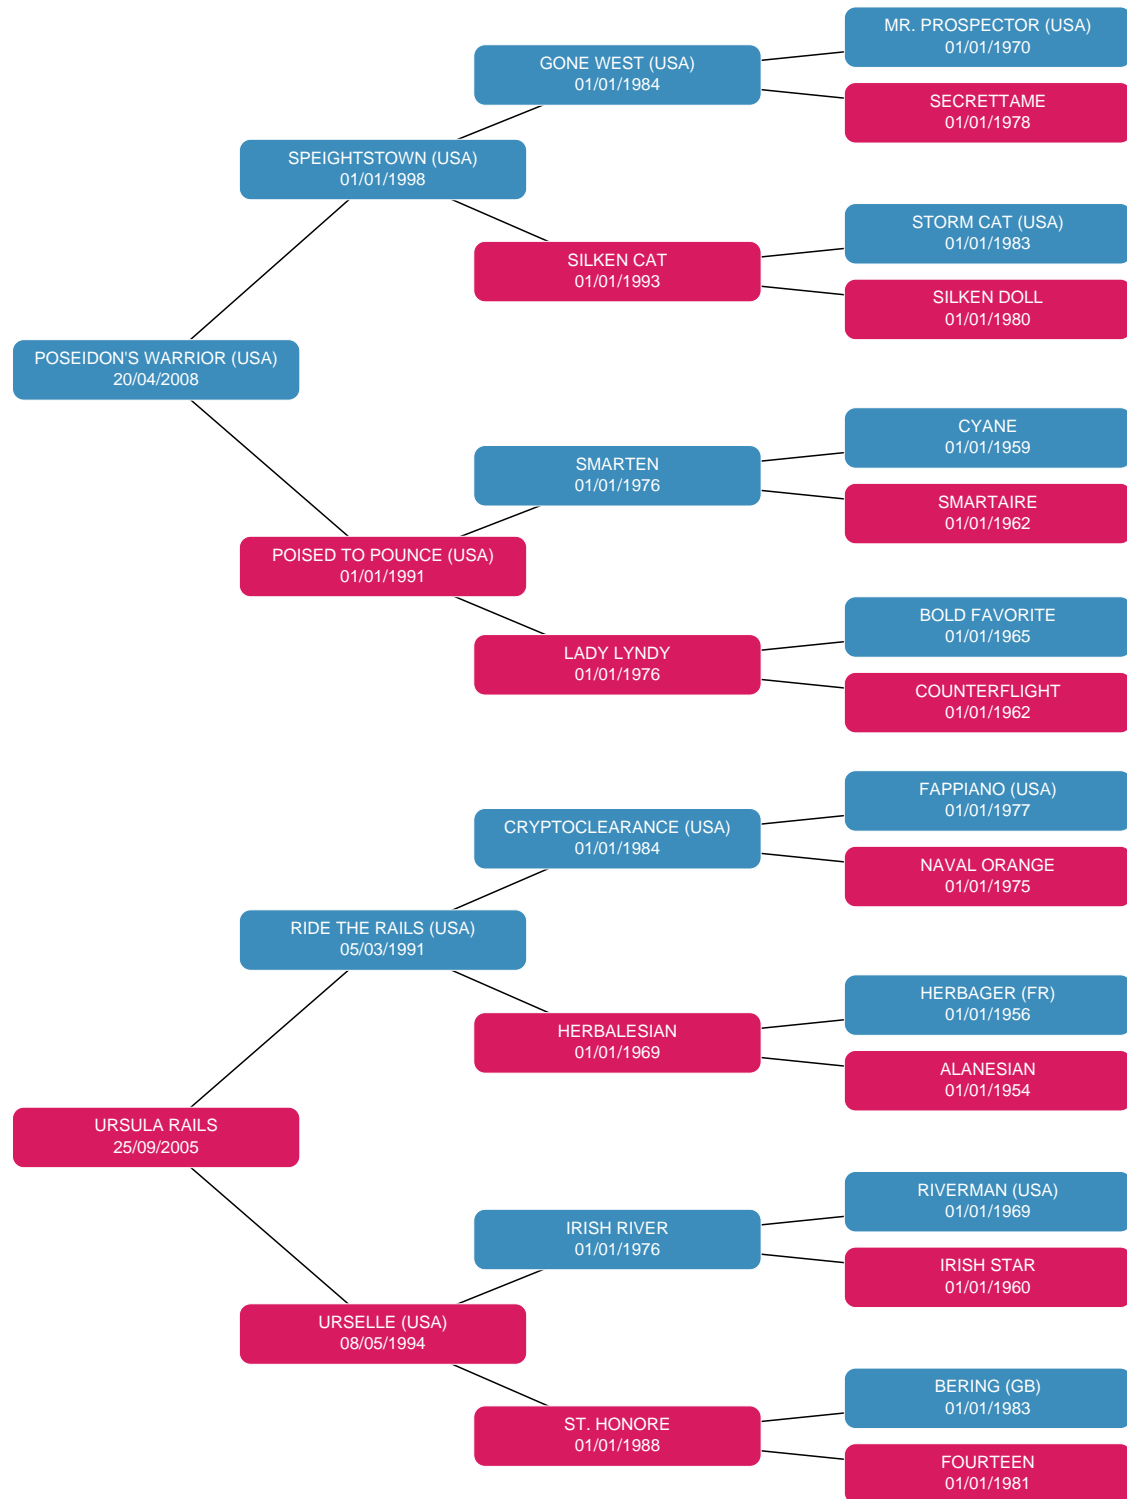 MR. PROSPECTOR (USA)
01/01/1970
GONE WEST (USA)
01/01/1984
SECRETTAME
01/01/1978
SPEIGHTSTOWN (USA)
01/01/1998
STORM CAT (USA)
01/01/1983
SILKEN CAT
01/01/1993
SILKEN DOLL
01/01/1980
POSEIDON'S WARRIOR (USA)
20/04/2008
CYANE
01/01/1959
SMARTEN
01/01/1976
SMARTAIRE
01/01/1962
POISED TO POUNCE (USA)
01/01/1991
BOLD FAVORITE
01/01/1965
LADY LYNDY
01/01/1976
COUNTERFLIGHT
01/01/1962
FAPPIANO (USA)
01/01/1977
CRYPTOCLEARANCE (USA)
01/01/1984
NAVAL ORANGE
01/01/1975
RIDE THE RAILS (USA)
05/03/1991
HERBAGER (FR)
01/01/1956
HERBALESIAN
01/01/1969
ALANESIAN
01/01/1954
URSULA RAILS
25/09/2005
RIVERMAN (USA)
01/01/1969
IRISH RIVER
01/01/1976
IRISH STAR
01/01/1960
URSELLE (USA)
08/05/1994
BERING (GB)
01/01/1983
ST. HONORE
01/01/1988
FOURTEEN
01/01/1981